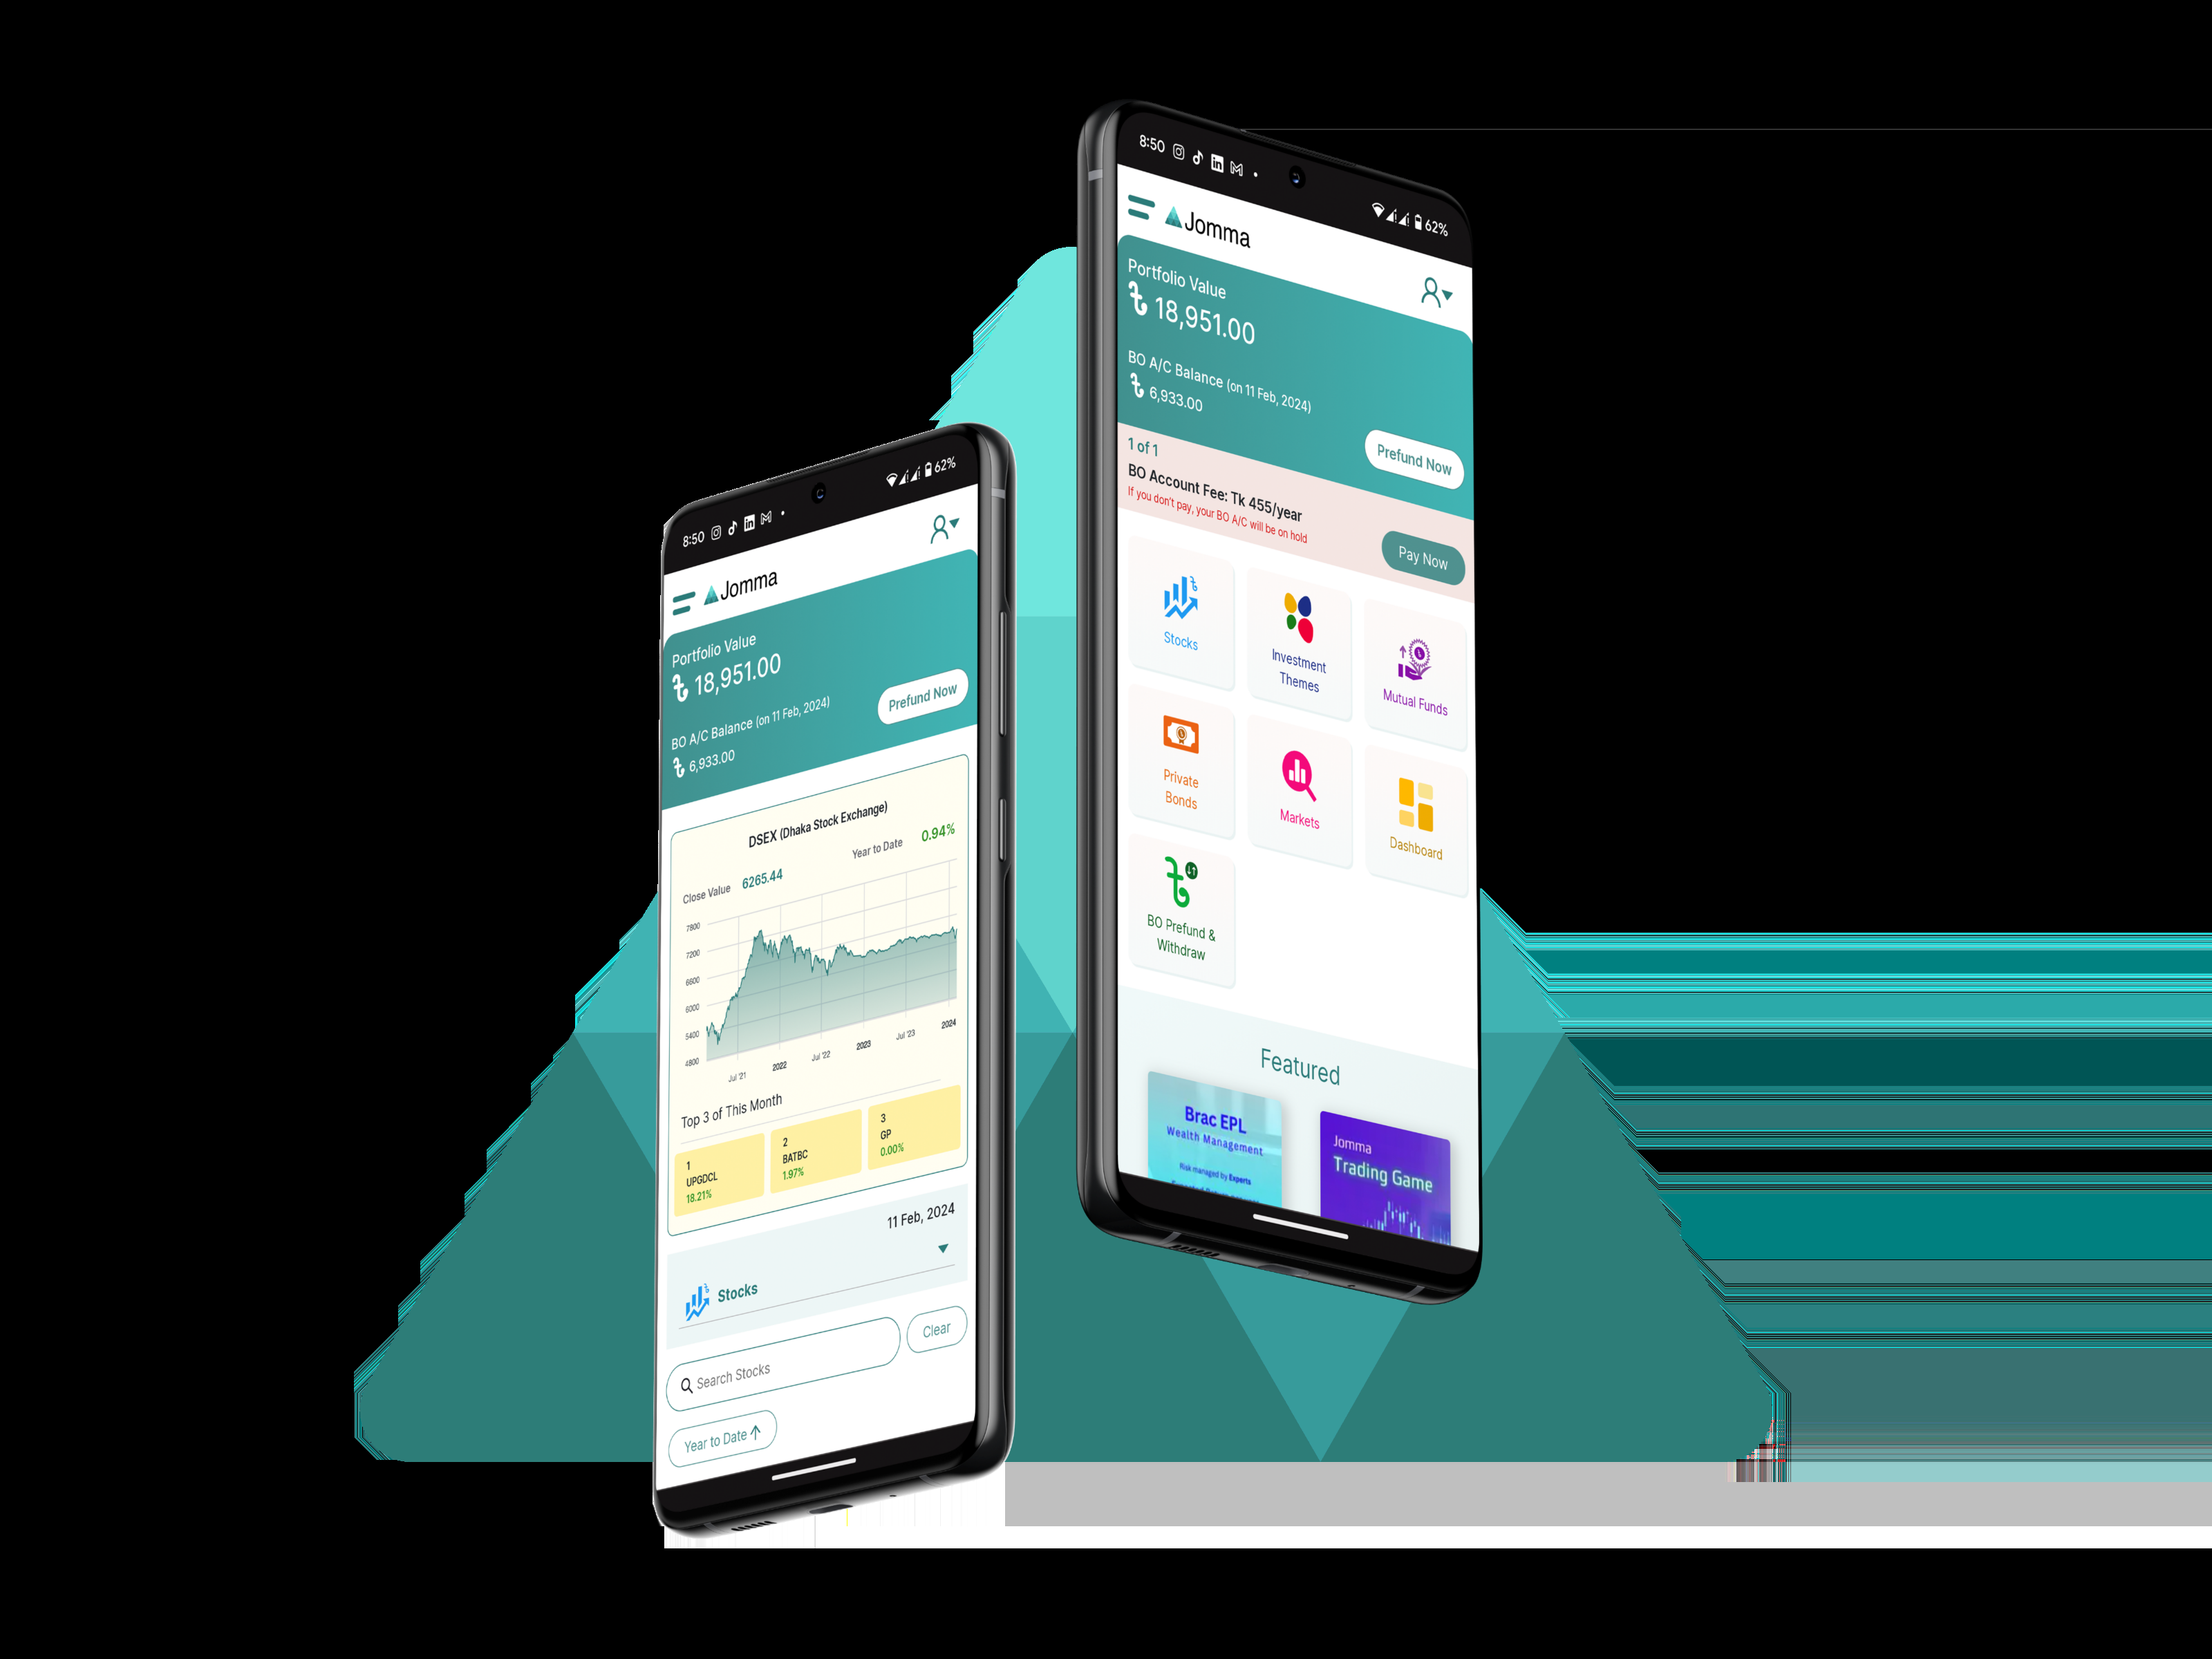 8:50
62%
Jomma
Portfolio Value
৳ 18,951.00
BO A/C Balance (on 11 Feb, 2024)
৳ 6,933.00
Prefund Now
DSEX (Dhaka Stock Exchange)
Close Value 6265.44
Year to Date 0.94%
7800
7200
6600
6000
5400
4800
Jul '21
2022
Jul '22
2023
Jul '23
2024
Top 3 of This Month
1
UPGDCL
18.21%
2
BATBC
1.97%
3
GP
0.00%
11 Feb, 2024
Stocks
Search Stocks
Clear
Year to Date ↑
8:50
62%
Jomma
Portfolio Value
৳ 18,951.00
BO A/C Balance (on 11 Feb, 2024)
৳ 6,933.00
Prefund Now
1 of 1
BO Account Fee: Tk 455/year
If you don't pay, your BO A/C will be on hold
Pay Now
Stocks
Investment
Themes
Mutual Funds
Private
Bonds
Markets
Dashboard
BO Prefund &
Withdraw
Featured
Brac EPL
Wealth Management
Risk managed by Experts
Jomma
Trading Game